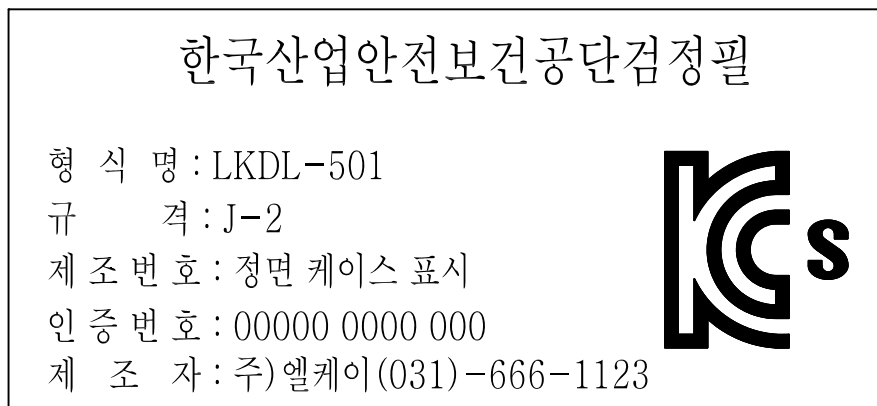 한국산업안전보건공단검정필
형 식 명 : LKDL-501
규 격 : J-2
제 조 번 호 : 정면 케이스 표시
인 증 번 호 : 00000 0000 000
제 조 자 : 주)엘케이(031)-666-1123
KCs